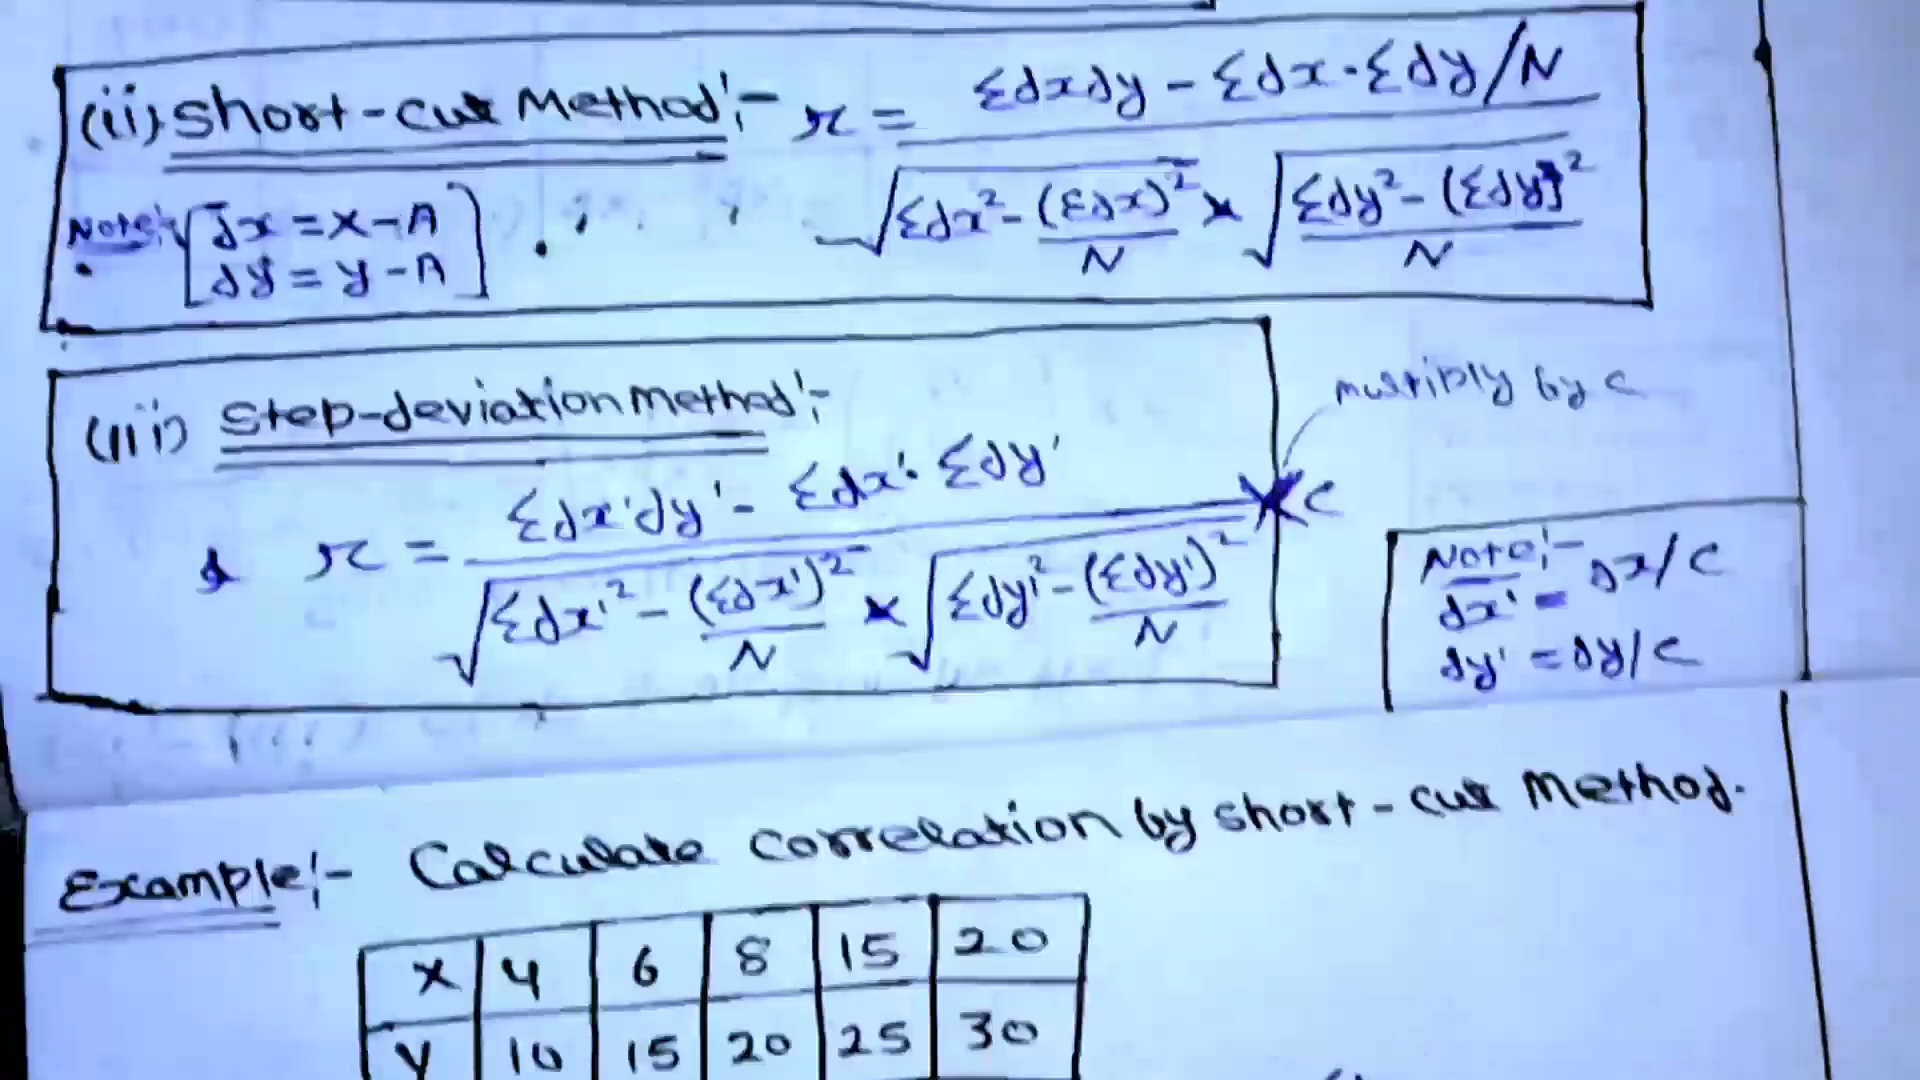 (ii) Short-cut Method:- r = Σdxdy - Σdx·Σdy/N
√Σdx² - (Σdx)²/N × √Σdy² - (Σdy)²/N
Note:- [dx = x-A
dy = y-A]
(iii) Step-deviation method:-
multiply by c
r = Σdx'dy' - Σdx'. Σdy' × c
√Σdx'² - (Σdx')²/N × √Σdy'² - (Σdy')²/N
Note:-
dx' = dx/c
dy' = dy/c
Example:- Calculate correlation by short-cut method.
X 4 6 8 15 20
Y 10 15 20 25 30